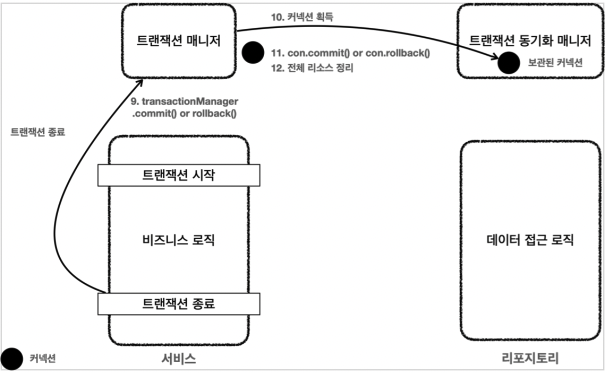 10. 커넥션 획득
트랜잭션 매니저
트랜잭션 동기화 매니저
11. con.commit() or con.rollback()
12. 전체 리소스 정리
보관된 커넥션
9. transactionManager
.commit() or rollback()
트랜잭션 종료
트랜잭션 시작
비즈니스 로직
데이터 접근 로직
트랜잭션 종료
커넥션
서비스
리포지토리